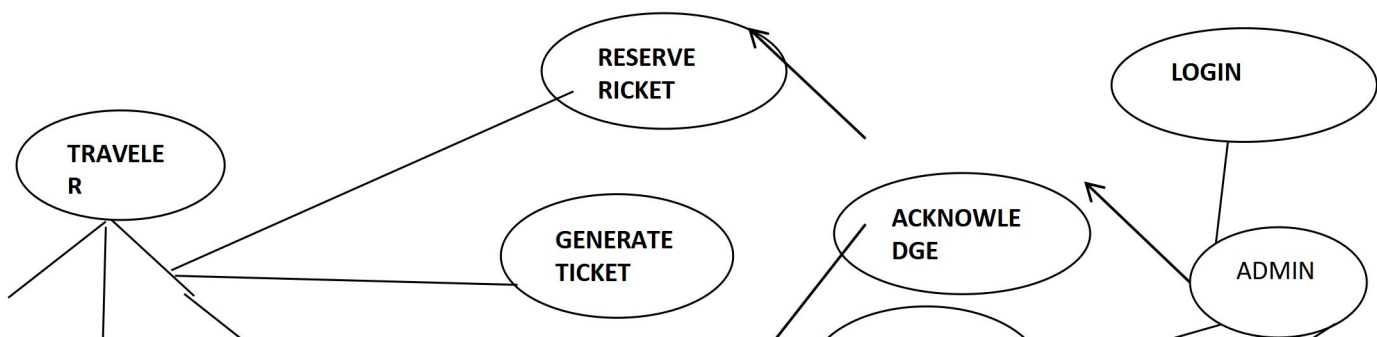 RESERVE
RICKET
LOGIN
TRAVELE
R
ACKNOWLE
DGE
GENERATE
TICKET
ADMIN